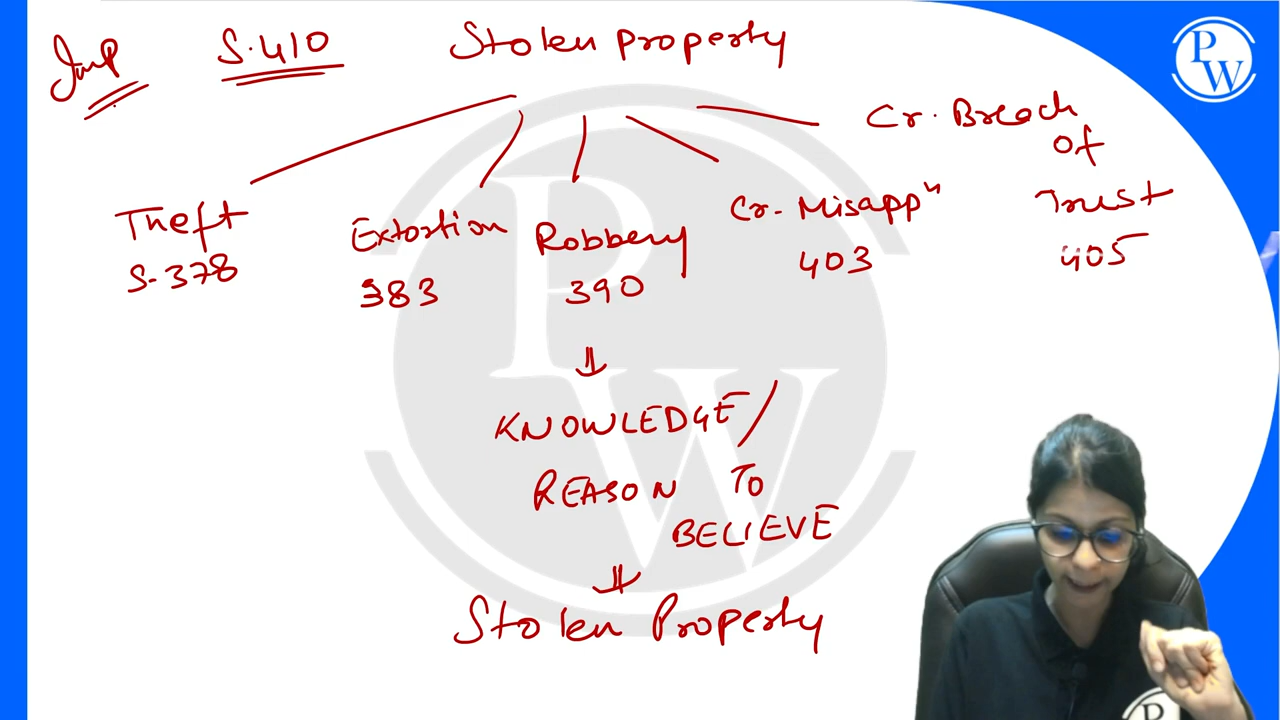 Imp S.410 Stolen property
Theft
S-378
Extortion
383
Robbery
390
Cr- Misappⁿ
403
Cr. Breach
of
Trust
405
KNOWLEDGE/
REASON TO
BELIEVE
Stolen Property
P
W
P
W
P
W